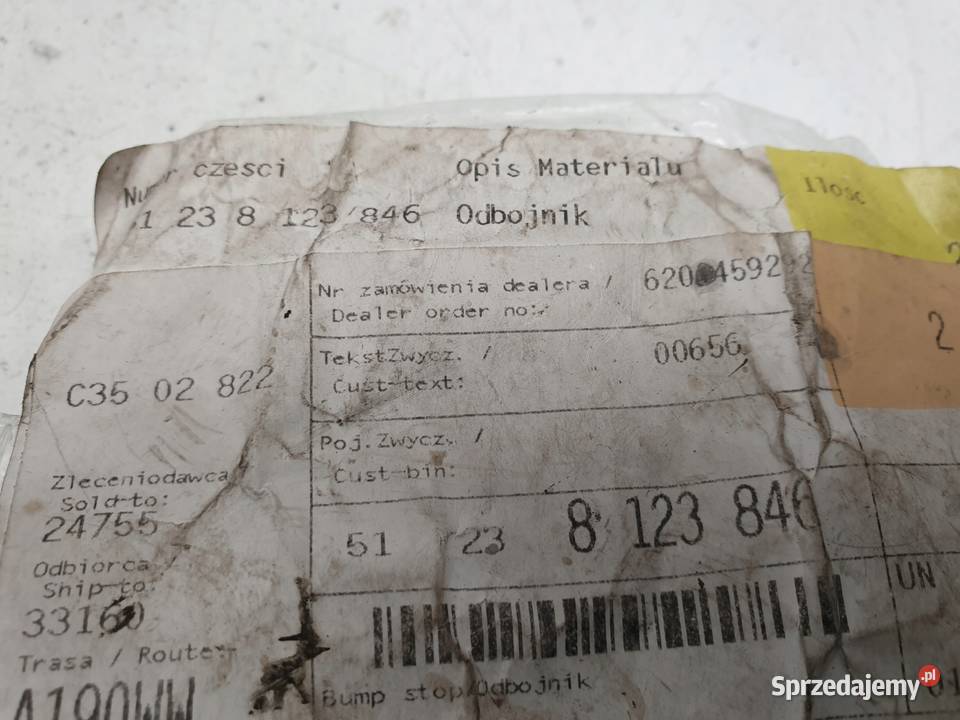 czesci Opis Materialu Ilosc
1 23 8 123 846 Odbojnik
Nr zamówienia dealera /
Dealer order no:
TekstZwycz. / 00656
Cust-text:
2
C35 02 822
Poj.Zwycz. /
Cust-bin:
Zleceniodawca
Sold-to:
24755
51 23 8 123 846
Odbiorca /
Ship-to:
UN
Trasa / Route:
A190WW
Bump stop/Odbojnik
Sprzedajemy.pl